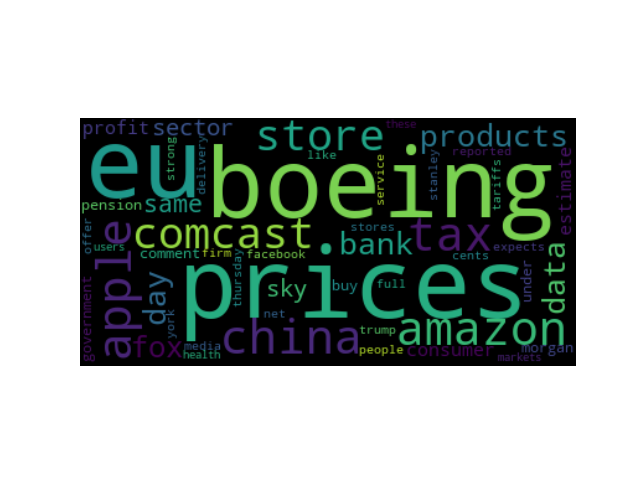 profit sector store these products
eu strong delivery like boeing service stanley reported tariffs estimate
pension same
offer users comcast bank tax stores expects
comment firm facebook cents
apple day thursday prices sky buy full under data
government york net china trump amazon
fox media health people consumer morgan markets